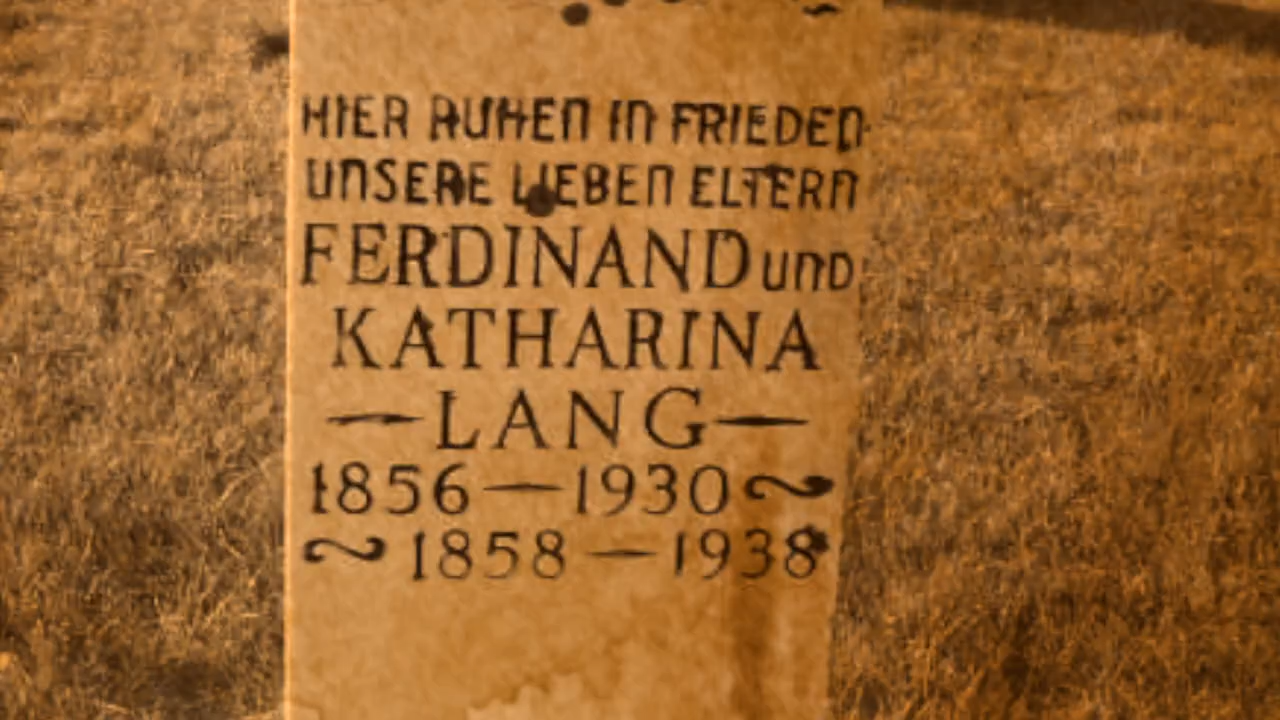 HIER RUHEN IN FRIEDEN
UNSERE LIEBEN ELTERN
FERDINAND und
KATHARINA
—LANG—
1856—1930~
~1858—1938